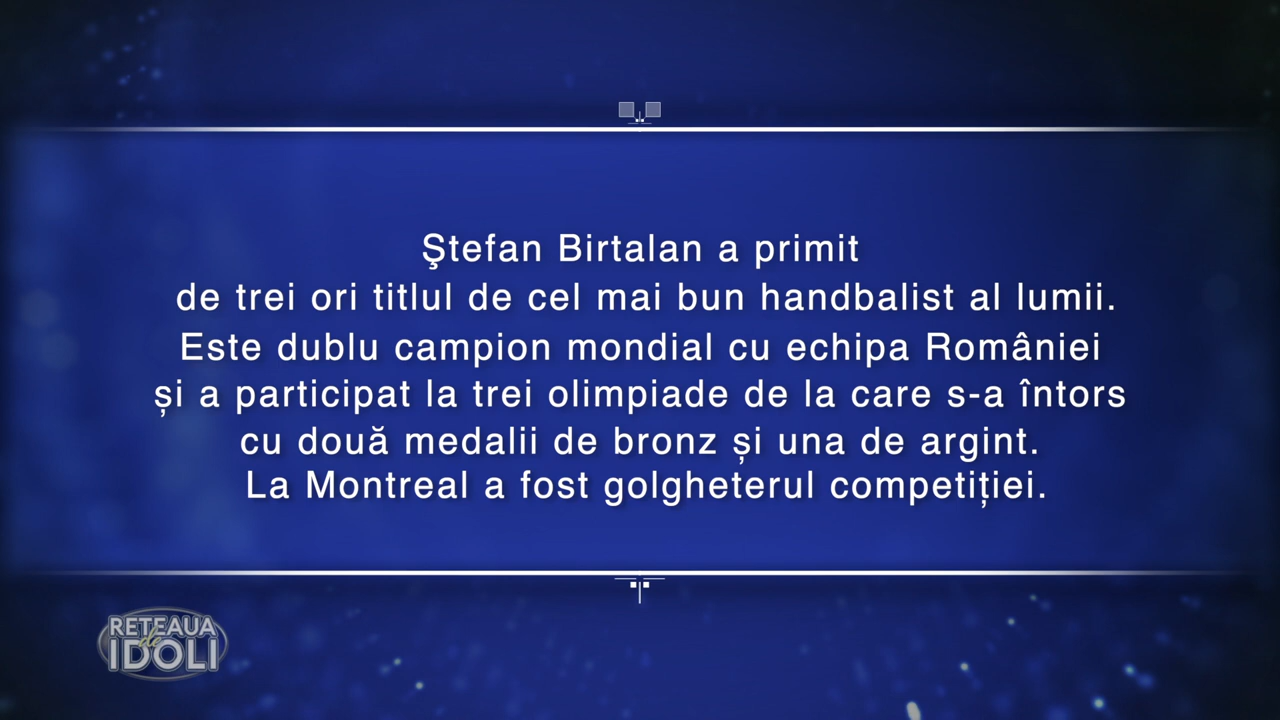 Ştefan Birtalan a primit
de trei ori titlul de cel mai bun handbalist al lumii.
Este dublu campion mondial cu echipa României
și a participat la trei olimpiade de la care s-a întors
cu două medalii de bronz și una de argint.
La Montreal a fost golgheterul competiției.
REȚEAUA
de
IDOLI